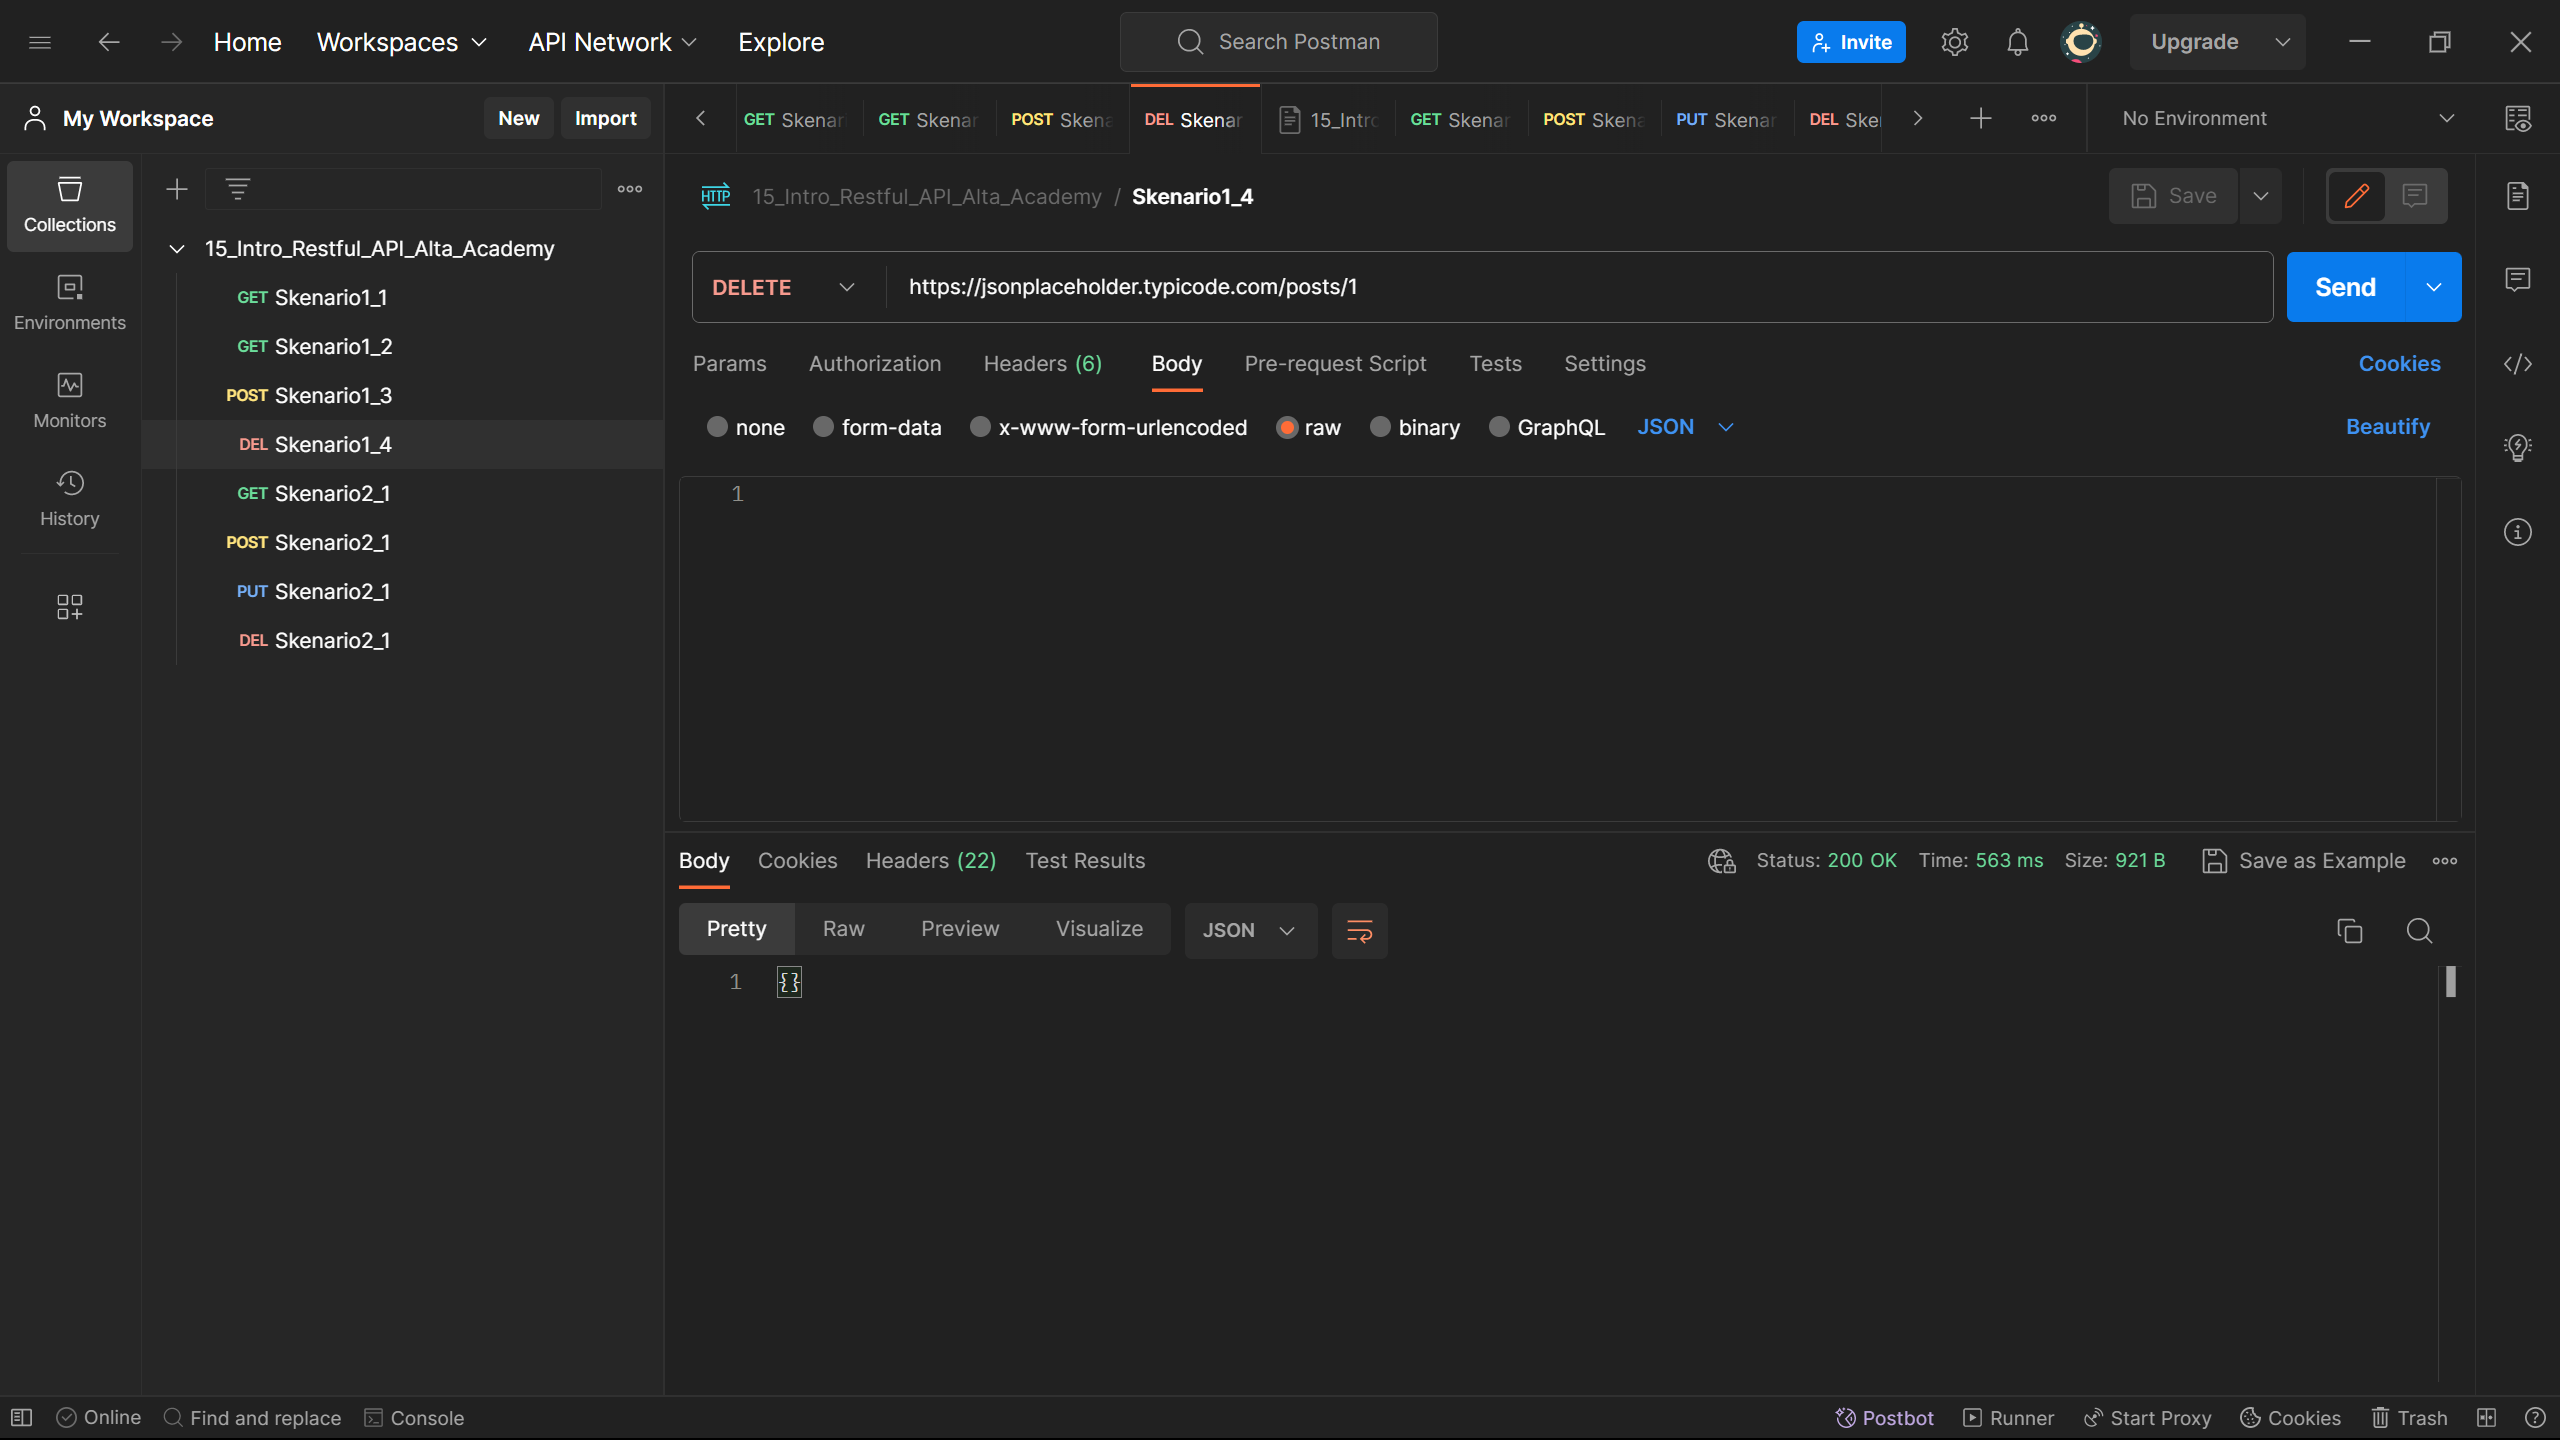 Home Workspaces API Network Explore Search Postman Invite Upgrade
My Workspace New Import
GET Skenari GET Skenar POST Skena DEL Skenar 15_Intro GET Skenar POST Skena PUT Skenar DEL Sker No Environment
Collections
Environments
Monitors
History
15_Intro_Restful_API_Alta_Academy
GET Skenario1_1
GET Skenario1_2
POST Skenario1_3
DEL Skenario1_4
GET Skenario2_1
POST Skenario2_1
PUT Skenario2_1
DEL Skenario2_1
HTTP 15_Intro_Restful_API_Alta_Academy / Skenario1_4 Save
DELETE https://jsonplaceholder.typicode.com/posts/1 Send
Params Authorization Headers (6) Body Pre-request Script Tests Settings Cookies
none form-data x-www-form-urlencoded raw binary GraphQL JSON Beautify
1
Body Cookies Headers (22) Test Results Status: 200 OK Time: 563 ms Size: 921 B Save as Example
Pretty Raw Preview Visualize JSON
1 {}
Online Find and replace Console Postbot Runner Start Proxy Cookies Trash